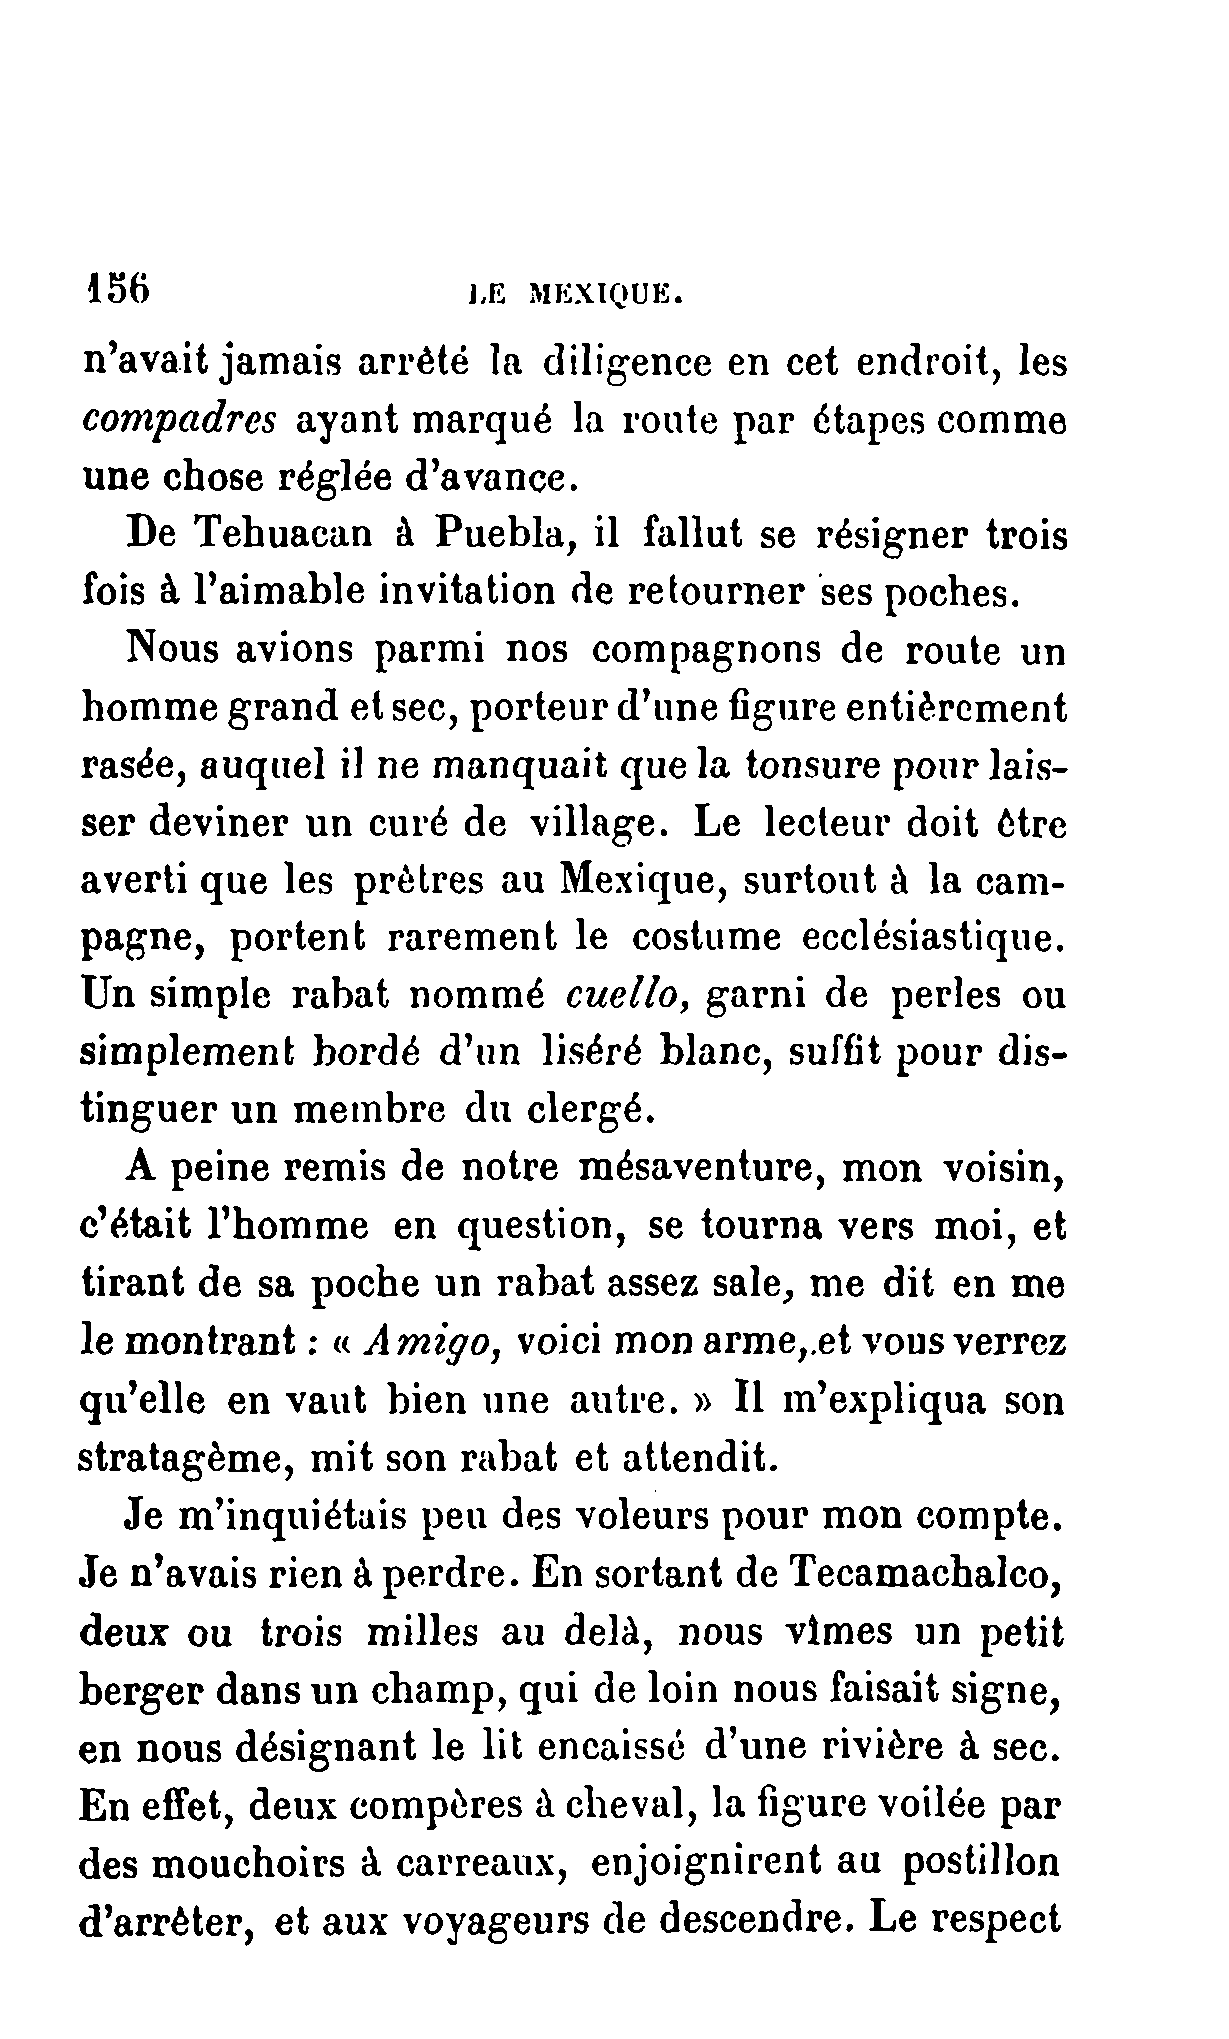 156 LE MEXIQUE.
n'avait jamais arrêté la diligence en cet endroit, les
compadres ayant marqué la route par étapes comme
une chose réglée d'avance.
De Tehuacan à Puebla, il fallut se résigner trois
fois à l'aimable invitation de retourner ses poches.
Nous avions parmi nos compagnons de route un
homme grand et sec, porteur d'une figure entièrement
rasée, auquel il ne manquait que la tonsure pour lais-
ser deviner un curé de village. Le lecteur doit être
averti que les prêtres au Mexique, surtout à la cam-
pagne, portent rarement le costume ecclésiastique.
Un simple rabat nommé cuello, garni de perles ou
simplement bordé d'un liséré blanc, suffit pour dis-
tinguer un membre du clergé.
A peine remis de notre mésaventure, mon voisin,
c'était l'homme en question, se tourna vers moi, et
tirant de sa poche un rabat assez sale, me dit en me
le montrant : « Amigo, voici mon arme, et vous verrez
qu'elle en vaut bien une autre. » Il m'expliqua son
stratagème, mit son rabat et attendit.
Je m'inquiétais peu des voleurs pour mon compte.
Je n'avais rien à perdre. En sortant de Tecamachalco,
deux ou trois milles au delà, nous vîmes un petit
berger dans un champ, qui de loin nous faisait signe,
en nous désignant le lit encaissé d'une rivière à sec.
En effet, deux compères à cheval, la figure voilée par
des mouchoirs à carreaux, enjoignirent au postillon
d'arrêter, et aux voyageurs de descendre. Le respect